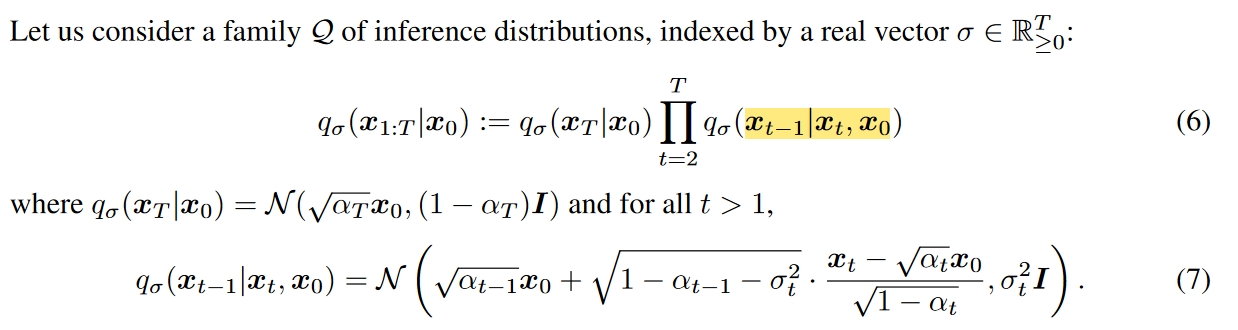 Let us consider a family 𝒬 of inference distributions, indexed by a real vector σ ∈ ℝ^T_{≥0}:
q_σ(x_{1:T}|x_0) := q_σ(x_T|x_0) ∏_{t=2}^{T} q_σ(x_{t−1}|x_t, x_0) (6)
where q_σ(x_T|x_0) = 𝒩(√α_T x_0, (1 − α_T)I) and for all t > 1,
q_σ(x_{t−1}|x_t, x_0) = 𝒩(√α_{t−1} x_0 + √(1 − α_{t−1} − σ_t^2) · (x_t − √α_t x_0)/√(1 − α_t), σ_t^2 I). (7)